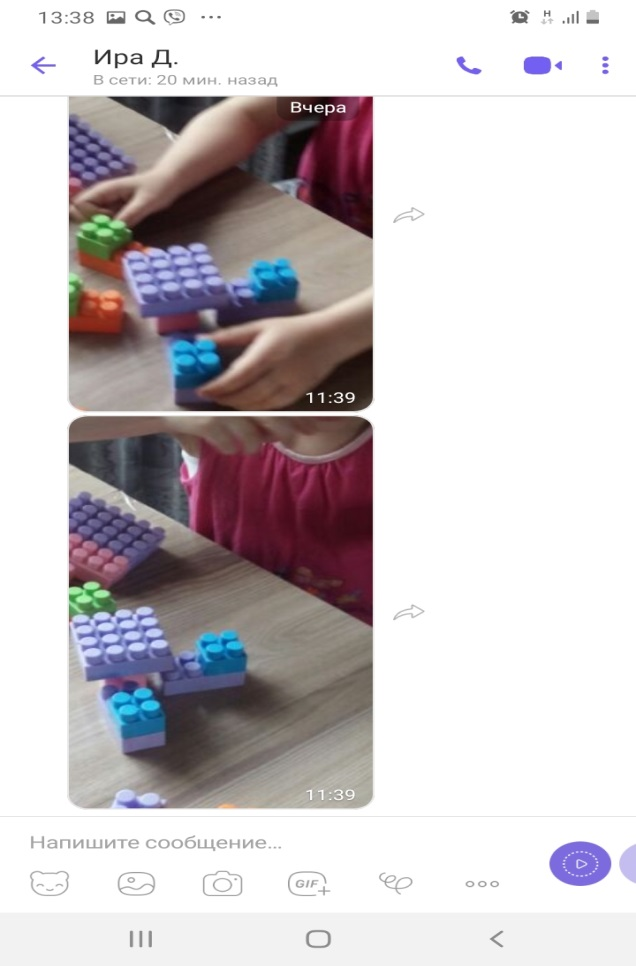 13:38
Ира Д.
В сети: 20 мин. назад
Вчера
11:39
11:39
Напишите сообщение...
GIF